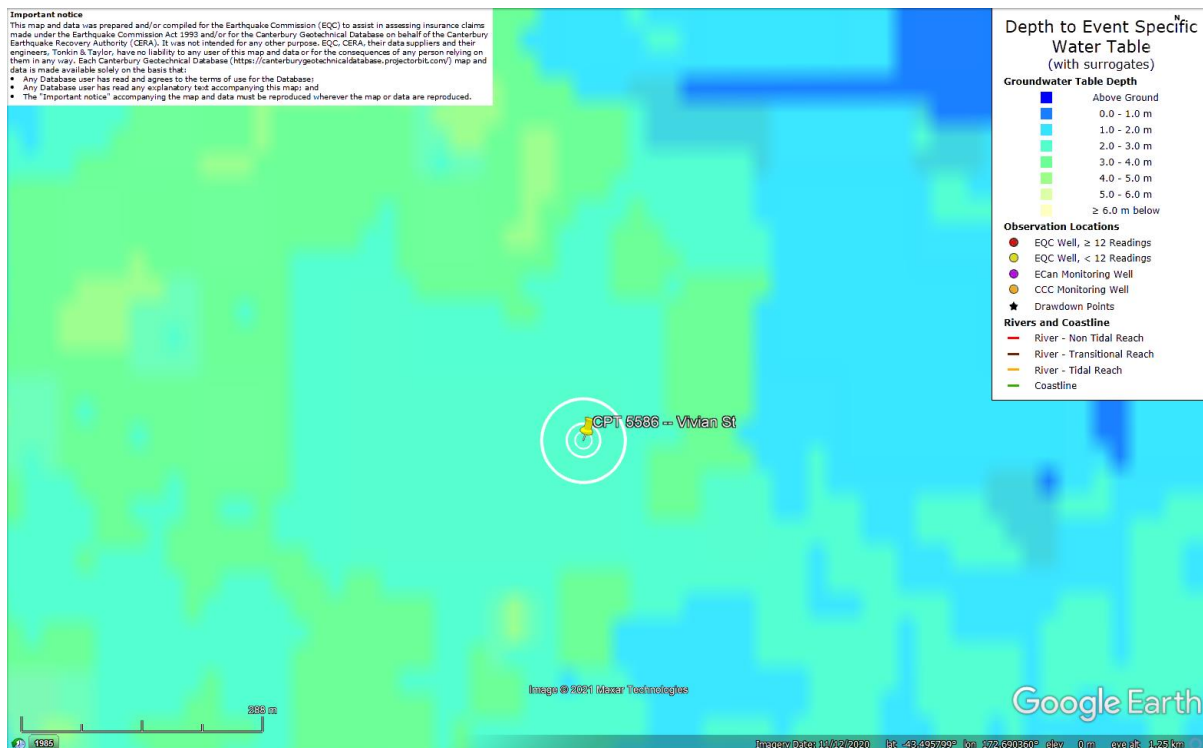 Important notice
This map and data was prepared and/or compiled for the Earthquake Commission (EQC) to assist in assessing insurance claims
made under the Earthquake Commission Act 1993 and/or for the Canterbury Geotechnical Database on behalf of the Canterbury
Earthquake Recovery Authority (CERA). It was not intended for any other purpose. EQC, CERA, their data suppliers and their
engineers, Tonkin & Taylor, have no liability to any user of this map and data or for the consequences of any person relying on
them in any way. Each Canterbury Geotechnical Database (https://canterburygeotechnicaldatabase.projectorbit.com/) map and
data is made available solely on the basis that:
• Any Database user has read and agrees to the terms of use for the Database;
• Any Database user has read any explanatory text accompanying this map; and
• The "Important notice" accompanying the map and data must be reproduced wherever the map or data are reproduced.
N
Depth to Event Specific
Water Table
(with surrogates)
Groundwater Table Depth
Above Ground
0.0 - 1.0 m
1.0 - 2.0 m
2.0 - 3.0 m
3.0 - 4.0 m
4.0 - 5.0 m
5.0 - 6.0 m
≥ 6.0 m below
Observation Locations
EQC Well, ≥ 12 Readings
EQC Well, < 12 Readings
ECan Monitoring Well
CCC Monitoring Well
Drawdown Points
Rivers and Coastline
River - Non Tidal Reach
River - Transitional Reach
River - Tidal Reach
Coastline
CPT 5586 -- Vivian St
Image © 2021 Maxar Technologies
Google Earth
288 m
1985
Imagery Date: 11/12/2020 lat -43.495799° lon 172.690360° elev 0 m eye alt 1.25 km